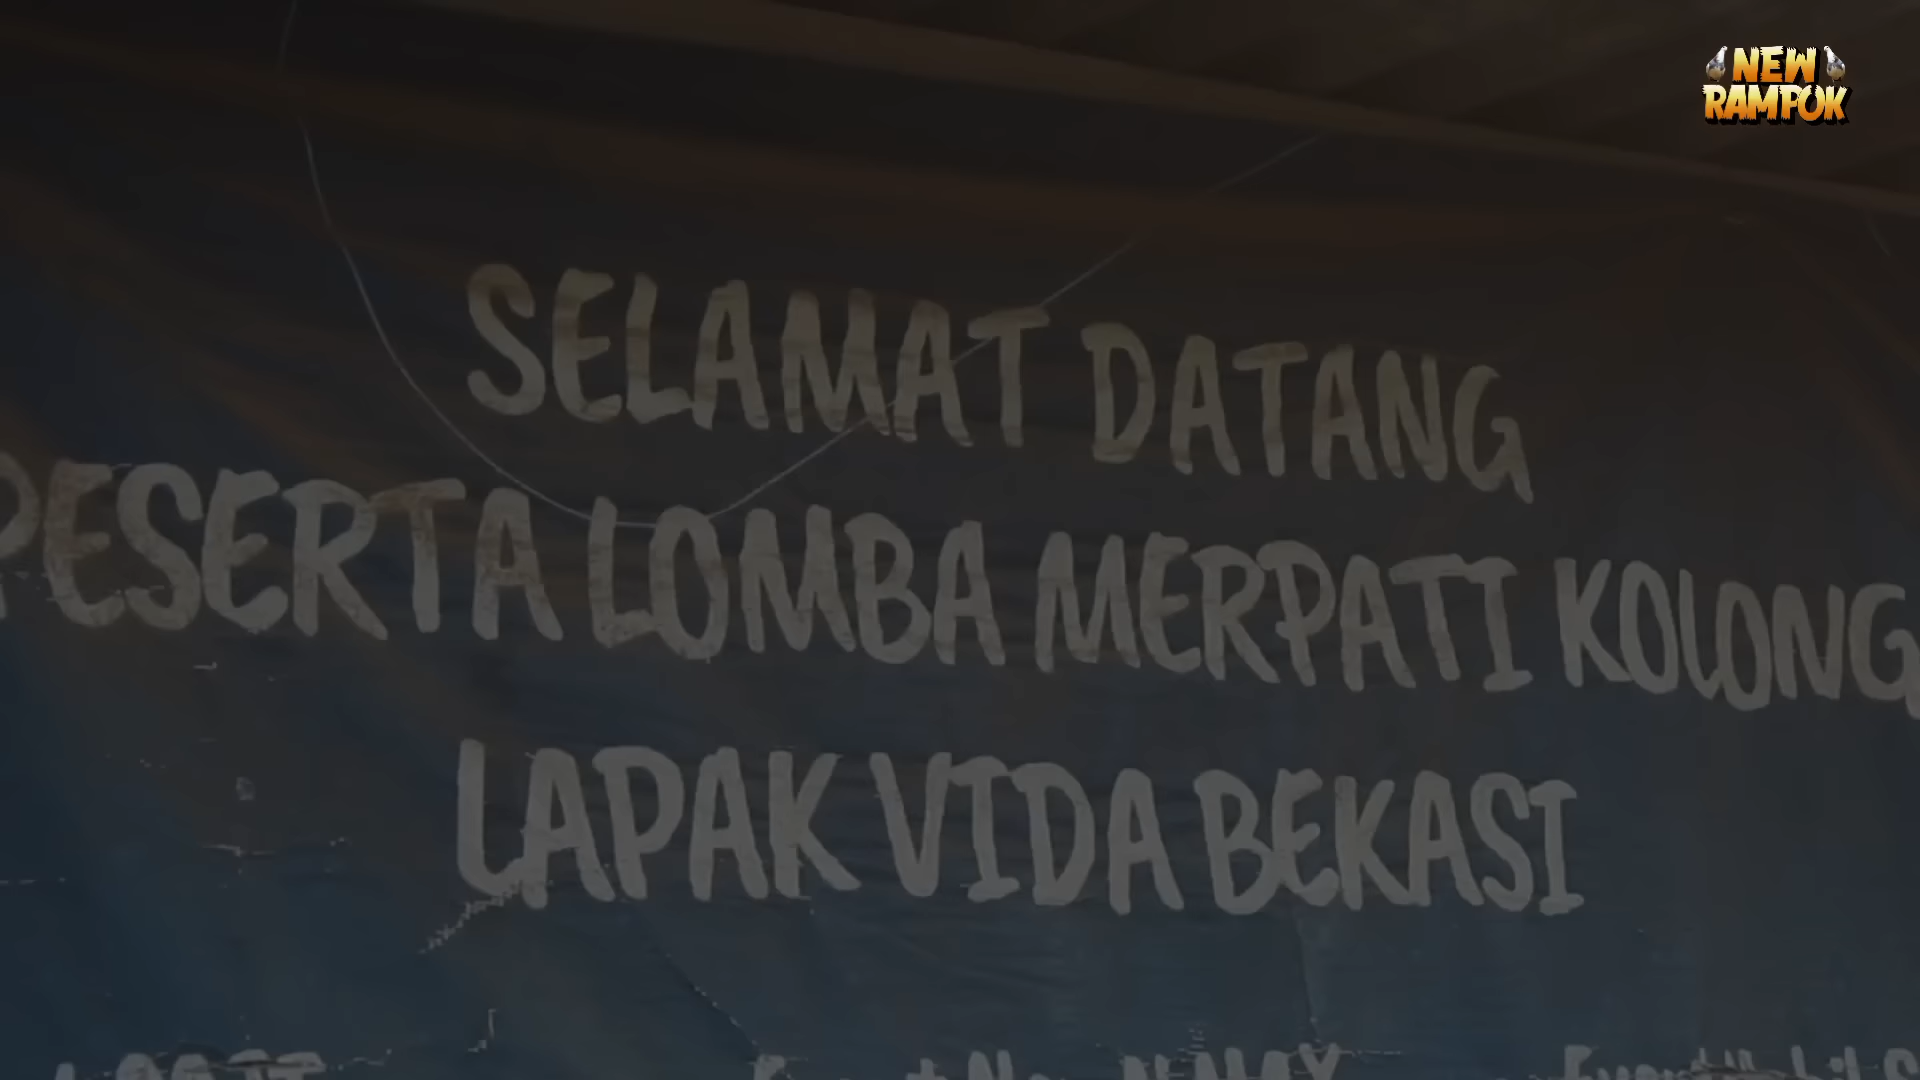 NEW
RAMPOK
SELAMAT DATANG
PESERTA LOMBA MERPATI KOLONG
LAPAK VIDA BEKASI